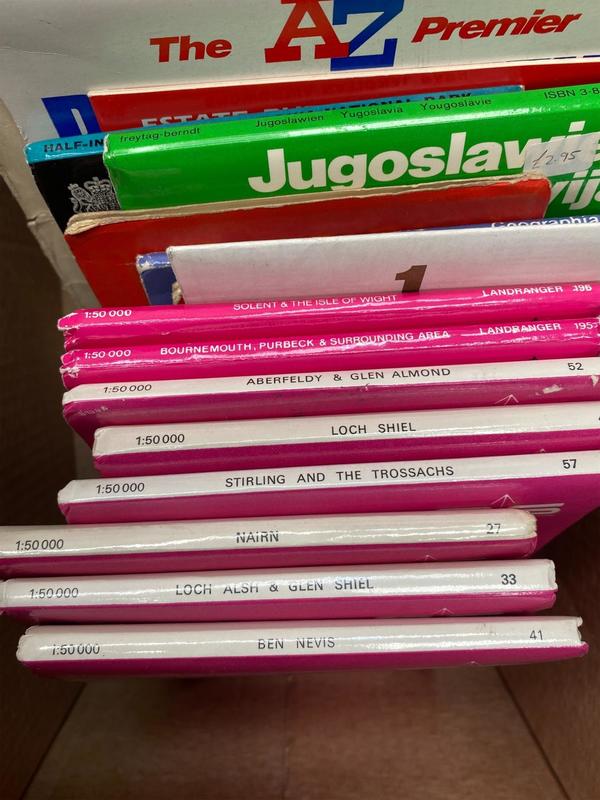 The AZ Premier
ESTATE
NATIONAL PARK
HALF-IN
freytag-berndt Jugoslawien Yugoslavia Yougoslavie ISBN 3-8
Jugoslawie
£2.95
vija
Geographia
1
1:50 000 SOLENT & THE ISLE OF WIGHT LANDRANGER 196
1:50 000 BOURNEMOUTH, PURBECK & SURROUNDING AREA LANDRANGER 195
1:50 000 ABERFELDY & GLEN ALMOND 52
1:50 000 LOCH SHIEL
1:50 000 STIRLING AND THE TROSSACHS 57
1:50 000 NAIRN 27
1:50 000 LOCH ALSH & GLEN SHIEL 33
1:50 000 BEN NEVIS 41